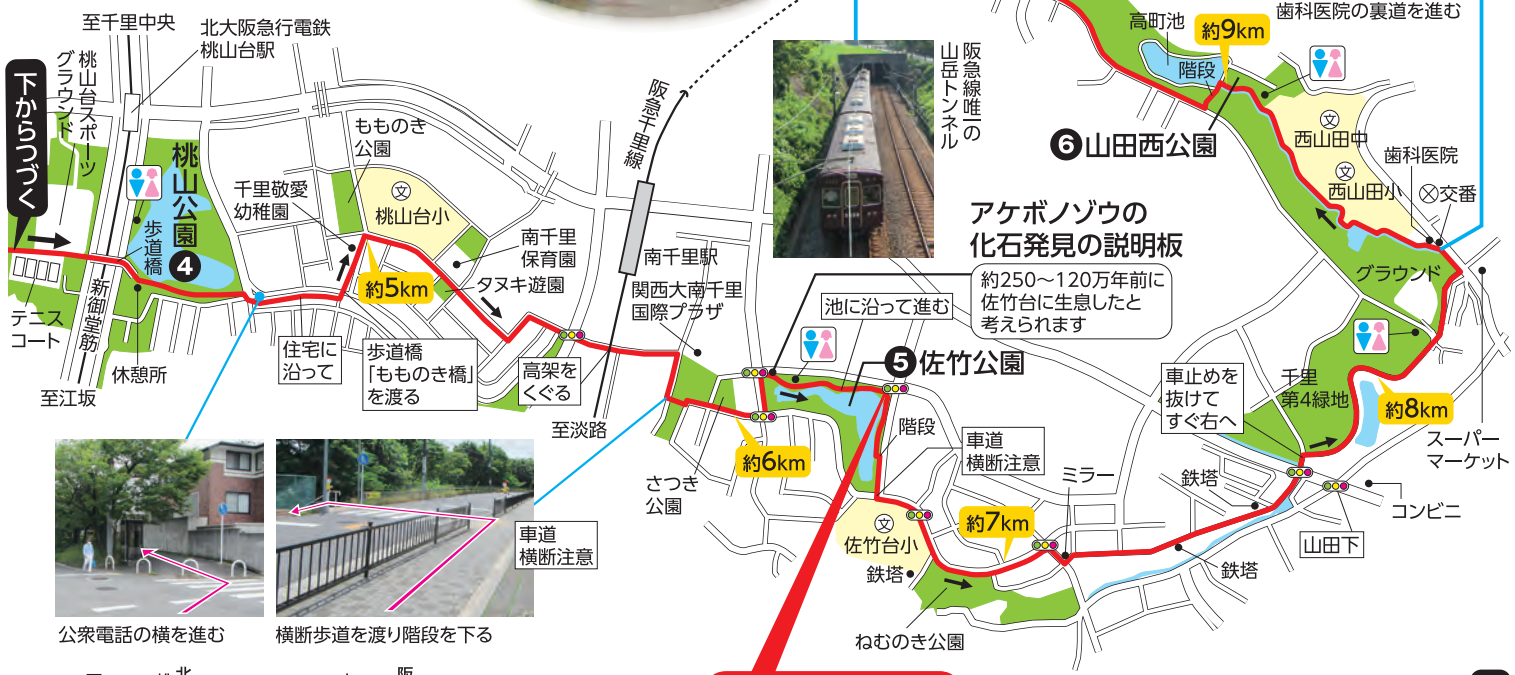 至千里中央
北大阪急行電鉄
桃山台駅
下からつづく
桃山台スポーツ
グラウンド
桃山公園
4
歩道橋
千里敬愛
幼稚園
もものき
公園
文
桃山台小
南千里
保育園
タヌキ遊園
約5km
テニス
コート
新御堂筋
休憩所
至江坂
住宅に
沿って
歩道橋
「もものき橋」
を渡る
高架を
くぐる
至淡路
阪急千里線
南千里駅
関西大南千里
国際プラザ
さつき
公園
約6km
公衆電話の横を進む
横断歩道を渡り階段を下る
車道
横断注意
阪急線唯一の
山岳トンネル
アケボノゾウの
化石発見の説明板
約250〜120万年前に
佐竹台に生息したと
考えられます
池に沿って進む
5佐竹公園
階段
車道
横断注意
文
佐竹台小
鉄塔
約7km
ミラー
ねむのき公園
鉄塔
鉄塔
山田下
コンビニ
スーパー
マーケット
車止めを
抜けて
すぐ右へ
千里
第4緑地
約8km
グラウンド
交番
歯科医院
文
西山田中
文
西山田小
6山田西公園
階段
高町池
約9km
歯科医院の裏道を進む
北
阪